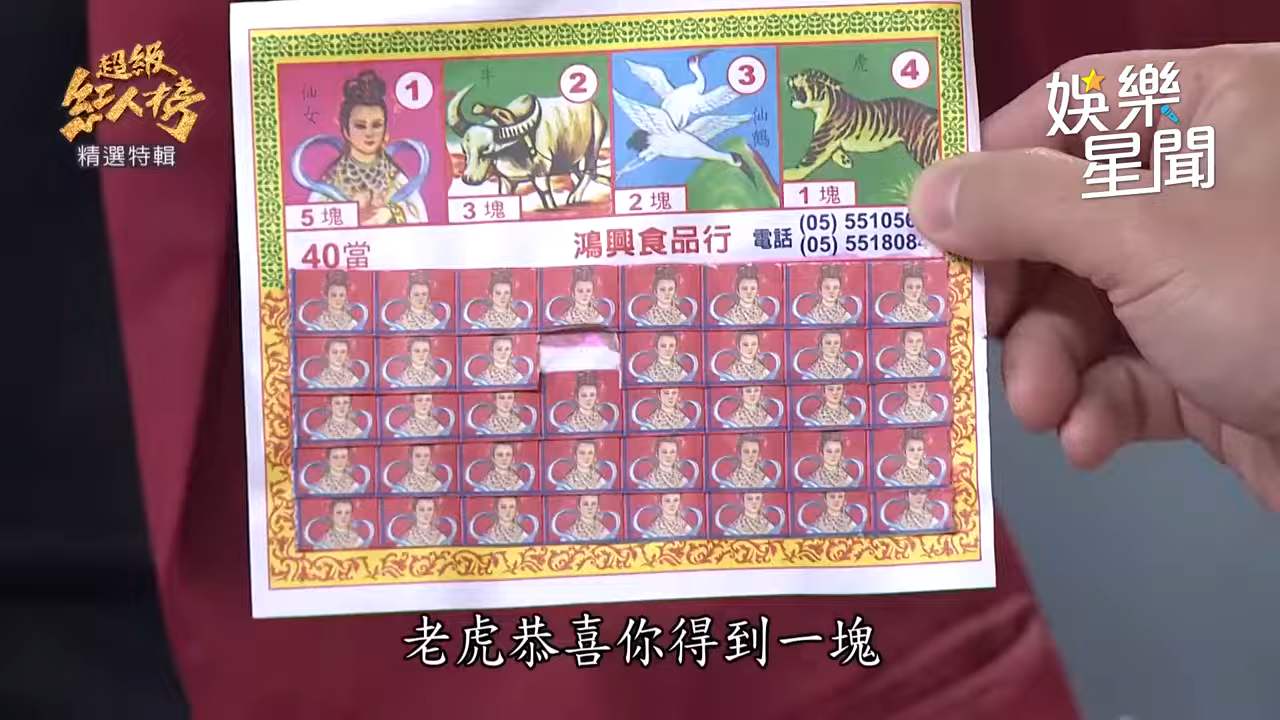 超級
紅人榜
精選特輯
娛樂
星聞
仙女
1
5塊
牛
2
3塊
仙鶴
3
2塊
虎
4
1塊
40當
鴻興食品行
電話
(05) 55105
(05) 551808
老虎恭喜你得到一塊